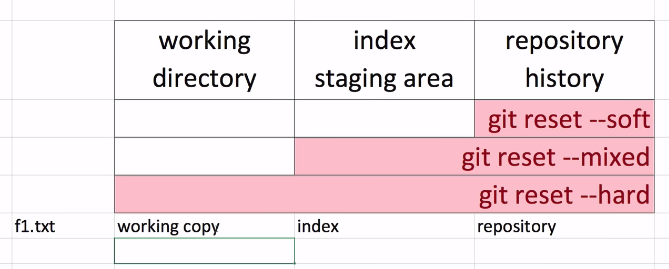 working directory
index staging area
repository history
git reset --soft
git reset --mixed
git reset --hard
f1.txt working copy index repository